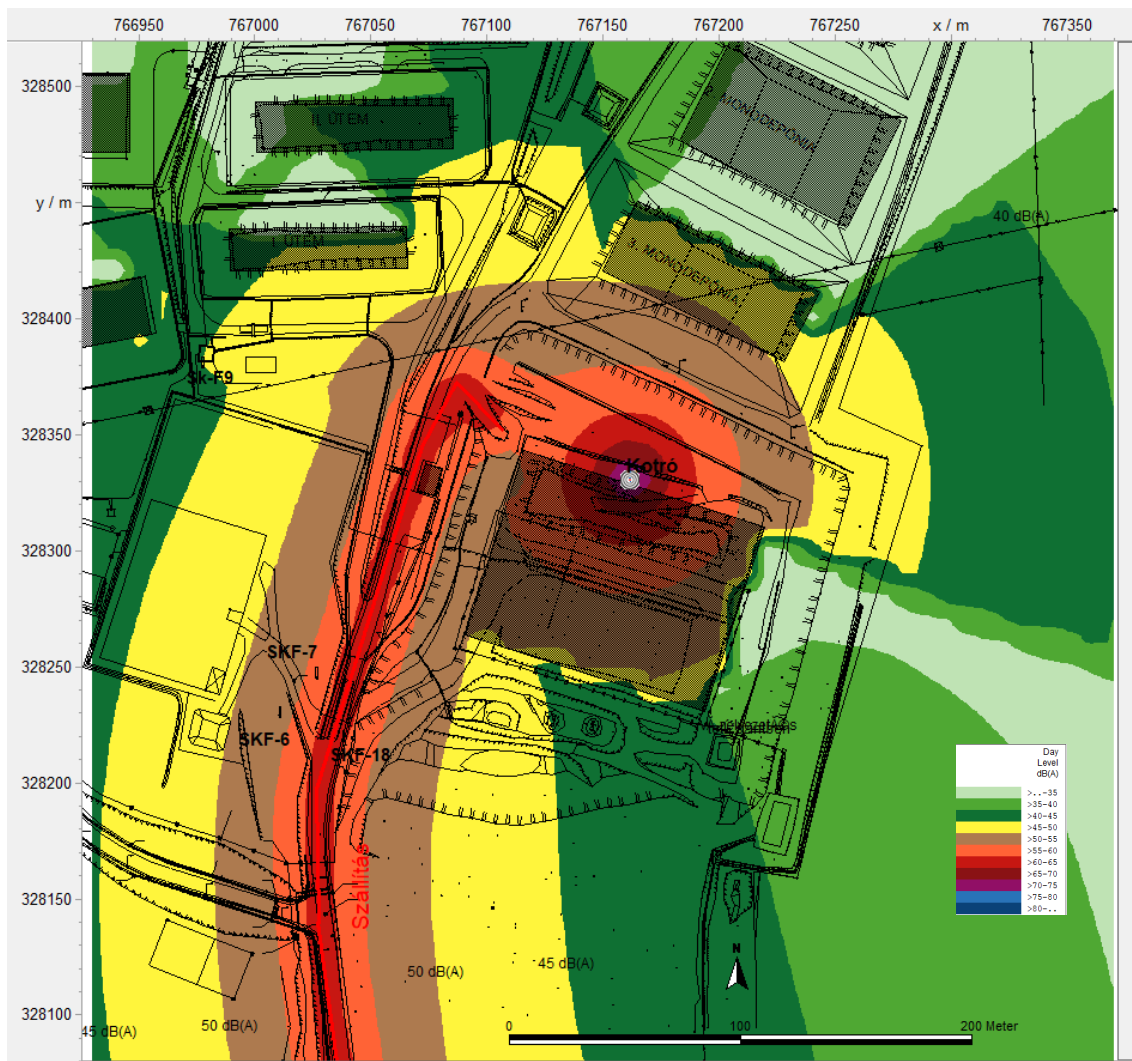 766950 767000 767050 767100 767150 767200 767250 x / m 767350
328500
II. ÜTEM
2. MONODEPÓNIA
y / m
40 dB(A)
I. ÜTEM
3. MONODEPÓNIA
328400
Sk-F9
328350
Kotró
328300
SKF-7
328250
SKF-6
SKF-18
328200
Day
Level
dB(A)
>..-35
>35-40
>40-45
>45-50
>50-55
>55-60
>60-65
>65-70
>70-75
>75-80
>80-..
Szállítás
328150
N
50 dB(A)
45 dB(A)
328100
45 dB(A)
50 dB(A)
0 100 200 Meter